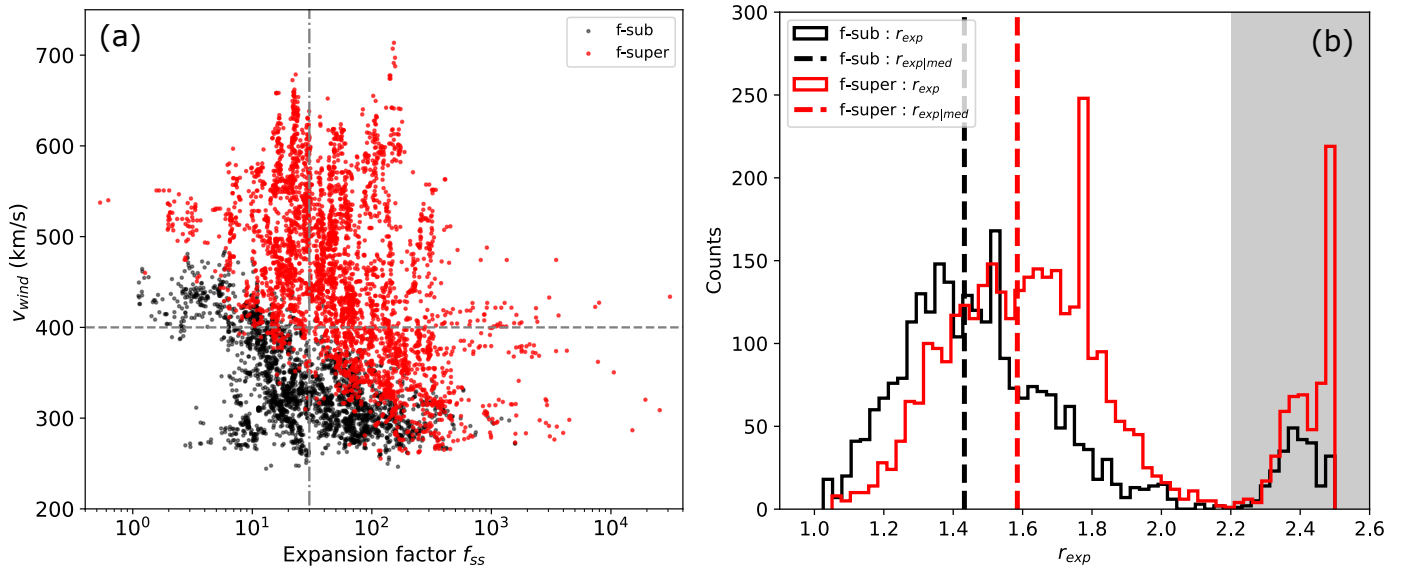 (a)
f-sub
f-super
700
600
500
400
300
200
v_wind (km/s)
10^0
10^1
10^2
10^3
10^4
Expansion factor f_ss
(b)
f-sub : r_exp
f-sub : r_exp|med
f-super : r_exp
f-super : r_exp|med
300
250
200
150
100
50
0
Counts
1.0 1.2 1.4 1.6 1.8 2.0 2.2 2.4 2.6
r_exp